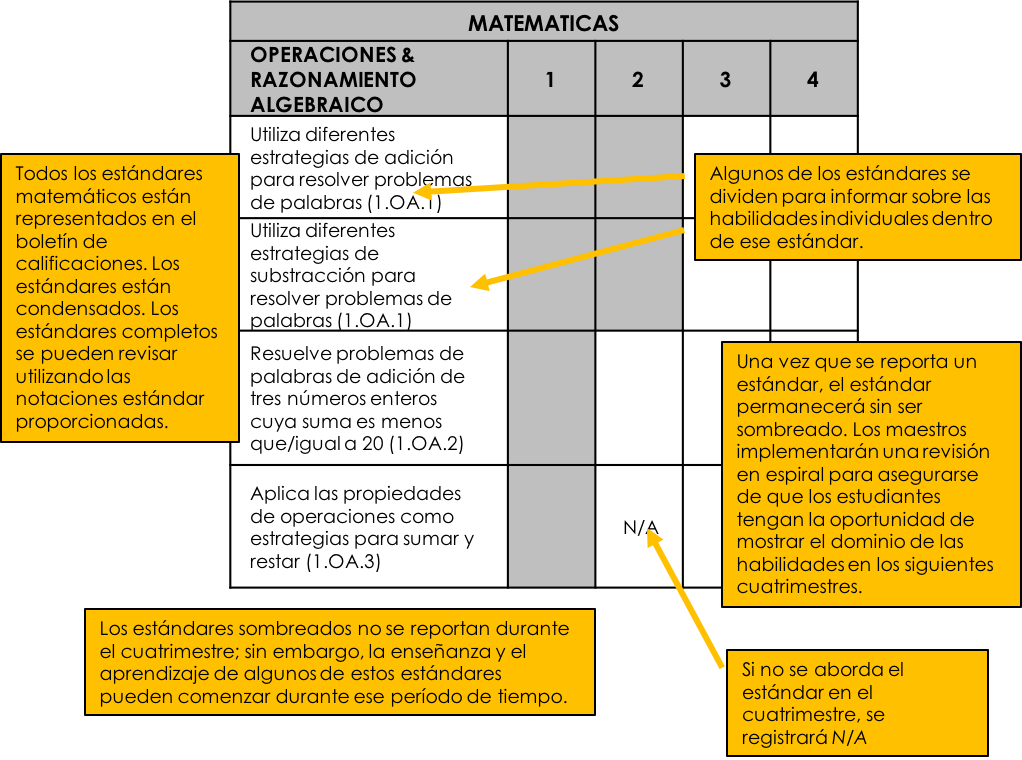 MATEMATICAS
OPERACIONES &
RAZONAMIENTO
ALGEBRAICO
1
2
3
4
Utiliza diferentes
estrategias de adición
para resolver problemas
de palabras (1.OA.1)
Utiliza diferentes
estrategias de
substracción para
resolver problemas de
palabras (1.OA.1)
Resuelve problemas de
palabras de adición de
tres números enteros
cuya suma es menos
que/igual a 20 (1.OA.2)
Aplica las propiedades
de operaciones como
estrategias para sumar y
restar (1.OA.3)
N/A
Todos los estándares
matemáticos están
representados en el
boletín de
calificaciones. Los
estándares están
condensados. Los
estándares completos
se pueden revisar
utilizando las
notaciones estándar
proporcionadas.
Algunos de los estándares se
dividen para informar sobre las
habilidades individuales dentro
de ese estándar.
Una vez que se reporta un
estándar, el estándar
permanecerá sin ser
sombreado. Los maestros
implementarán una revisión
en espiral para asegurarse
de que los estudiantes
tengan la oportunidad de
mostrar el dominio de las
habilidades en los siguientes
cuatrimestres.
Los estándares sombreados no se reportan durante
el cuatrimestre; sin embargo, la enseñanza y el
aprendizaje de algunos de estos estándares
pueden comenzar durante ese período de tiempo.
Si no se aborda el
estándar en el
cuatrimestre, se
registrará N/A